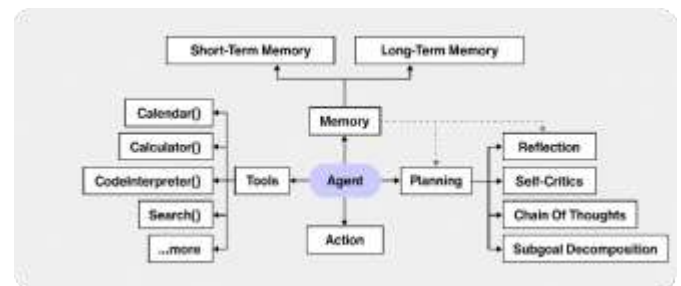 Short-Term Memory
Long-Term Memory
Memory
Calendar()
Calculator()
CodeInterpreter()
Search()
...more
Tools
Agent
Planning
Action
Reflection
Self-Critics
Chain Of Thoughts
Subgoal Decomposition